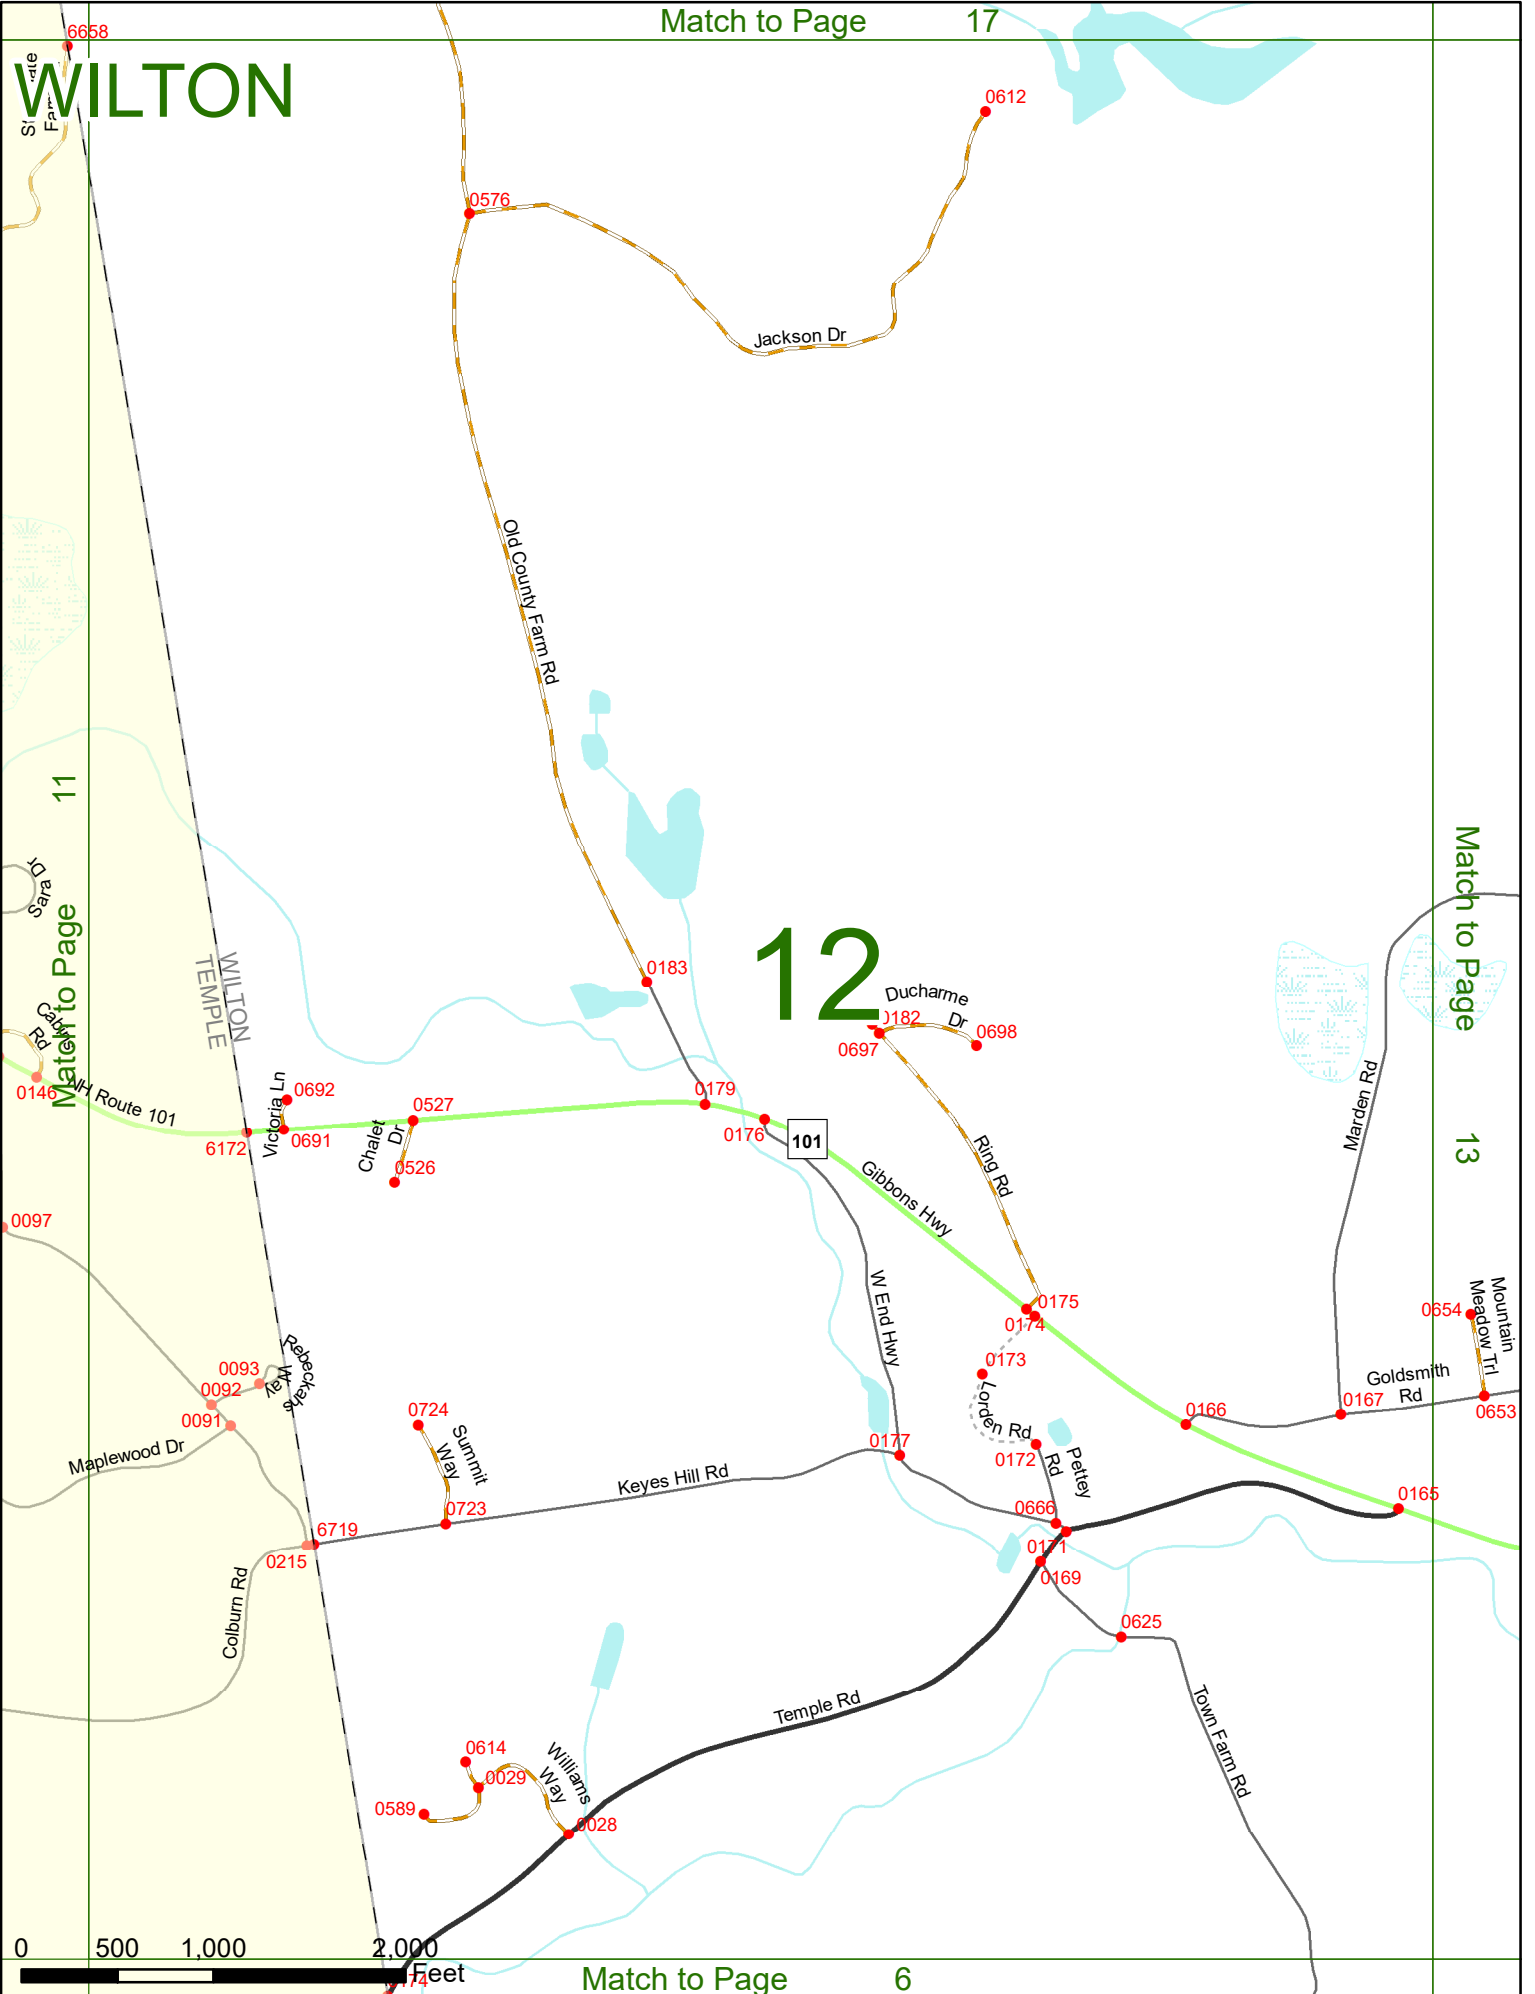 Match to Page 17
6658
WILTON
0612
0576
Jackson Dr
Old County Farm Rd
11
Match to Page
Sara Dr
WILTON
TEMPLE
0183
12
Ducharme
Dr
0698
0697
Cabins
Rd
0146
NH Route 101
Victoria Ln
0692
0691
6172
Chalet
Dr
0527
0526
0179
0176
101
Gibbons Hwy
Ring Rd
Marden Rd
Match to Page
13
0097
W End Hwy
0175
0174
0173
Lorden Rd
0172
Pettey
Rd
0654
Mountain
Meadow Trl
Goldsmith
Rd
0653
0167
0166
0165
Rebeckahs
Way
0093
0092
0091
Maplewood Dr
0724
Summit
Way
0723
Keyes Hill Rd
0177
0666
0171
0169
0625
6719
0215
Colburn Rd
Temple Rd
Town Farm Rd
0614
0029
0589
Williams
Way
0028
0 500 1,000 2,000
Feet
Match to Page 6